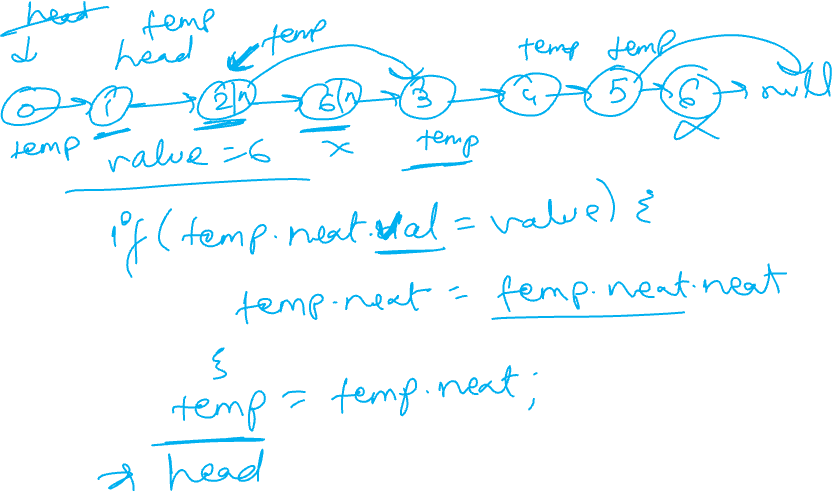 head
temp
head
temp
temp temp
0 1 2|n 6|n 3 4 5 6 null
temp
value = 6
x
temp
x
if (temp.next.val = value) {
temp.next = temp.next.next
}
temp = temp.next;
→ head